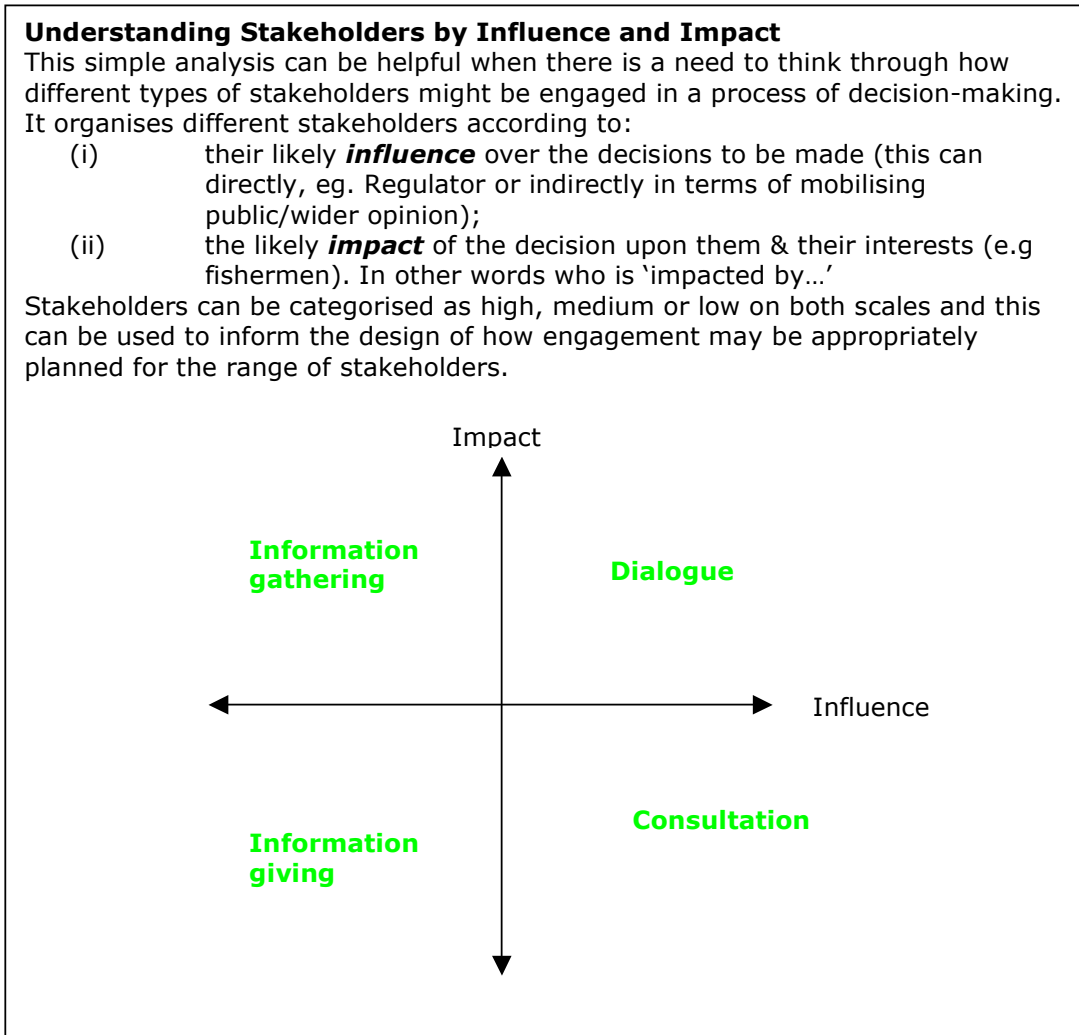 Understanding Stakeholders by Influence and Impact
This simple analysis can be helpful when there is a need to think through how
different types of stakeholders might be engaged in a process of decision-making.
It organises different stakeholders according to:
(i) their likely influence over the decisions to be made (this can
directly, eg. Regulator or indirectly in terms of mobilising
public/wider opinion);
(ii) the likely impact of the decision upon them & their interests (e.g
fishermen). In other words who is ‘impacted by…’
Stakeholders can be categorised as high, medium or low on both scales and this
can be used to inform the design of how engagement may be appropriately
planned for the range of stakeholders.
Impact
Information
gathering
Dialogue
Influence
Consultation
Information
giving